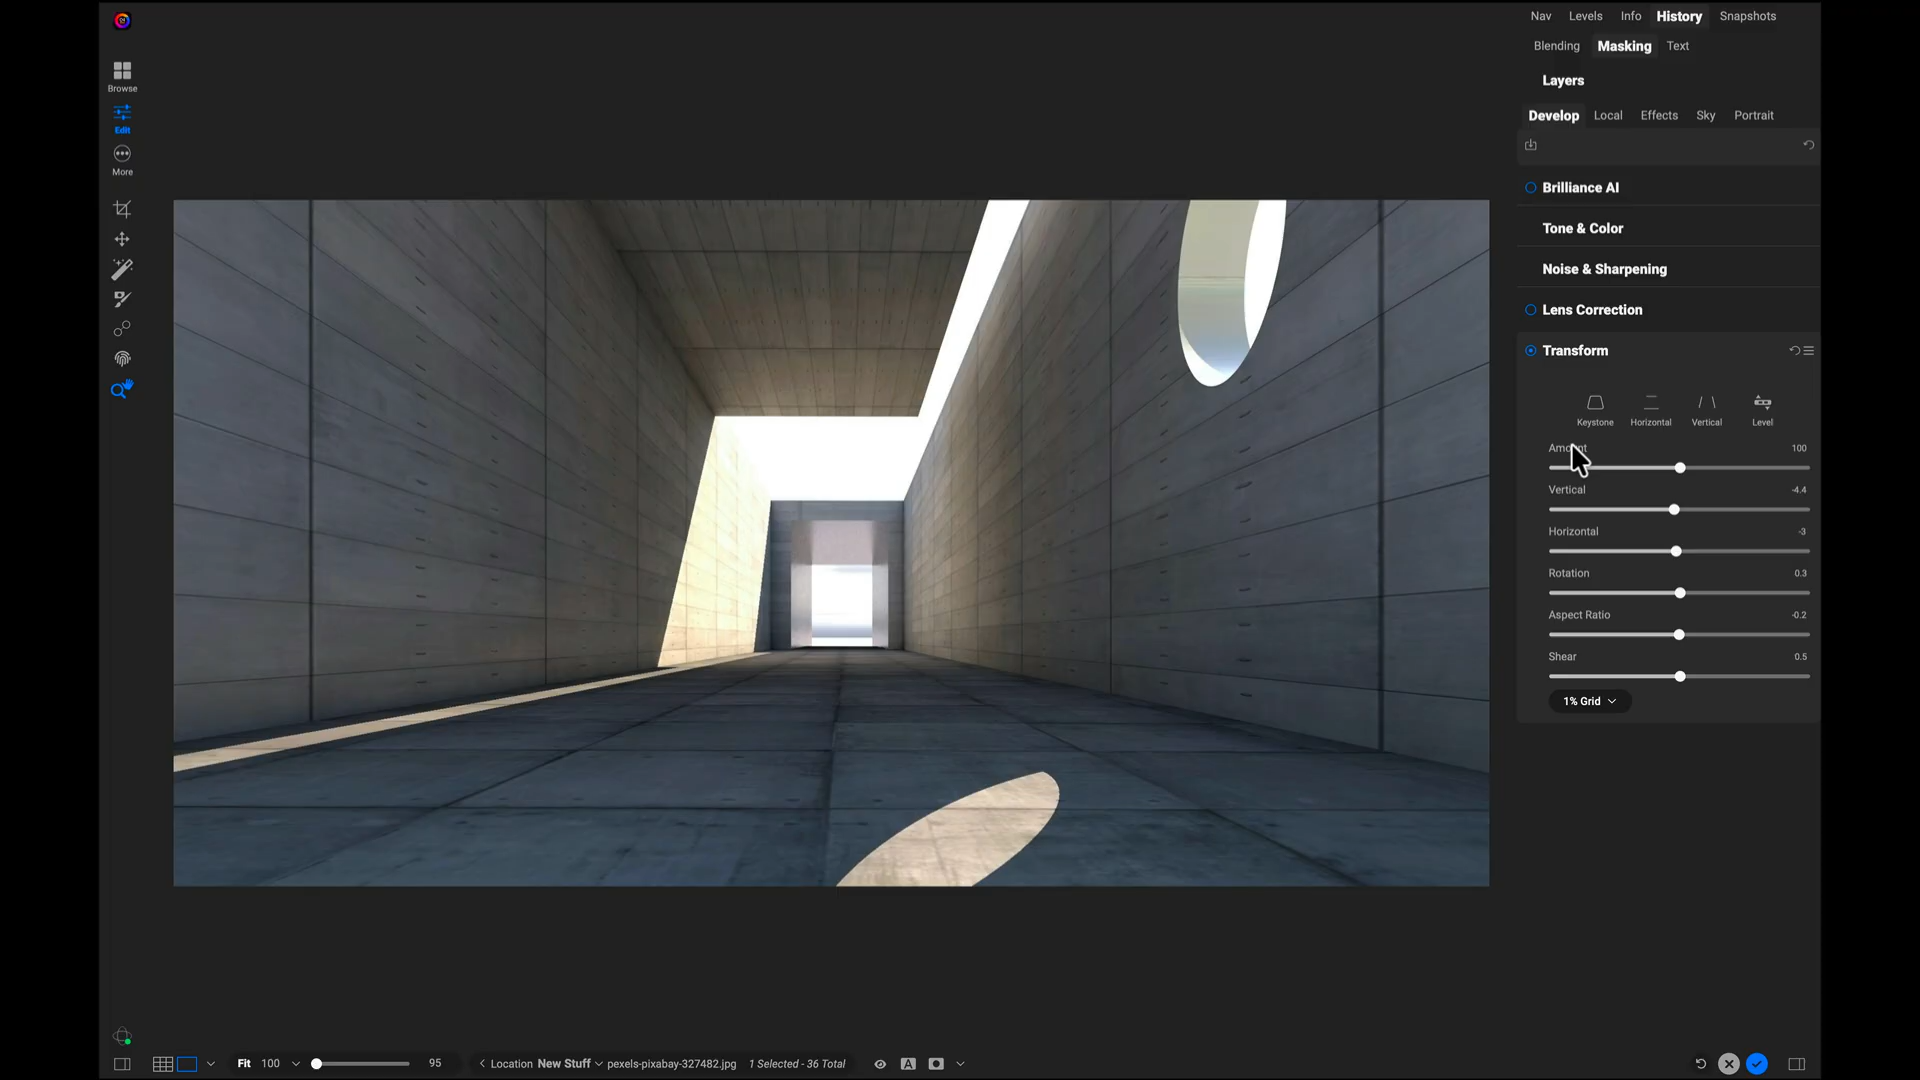 Nav Levels Info History Snapshots
Blending Masking Text
Layers
Develop Local Effects Sky Portrait
Brilliance AI
Tone & Color
Noise & Sharpening
Lens Correction
Transform
Keystone Horizontal Vertical Level
Amount 100
Vertical -4.4
Horizontal -3
Rotation 0.3
Aspect Ratio -0.2
Shear 0.5
1% Grid
Browse
Edit
More
Fit 100 95 Location New Stuff pexels-pixabay-327482.jpg 1 Selected - 36 Total A